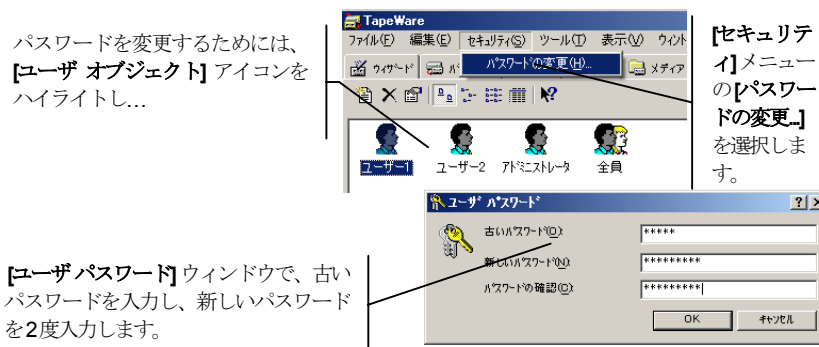 パスワードを変更するためには、
[ユーザ オブジェクト] アイコンを
ハイライトし...
TapeWare
ファイル(F) 編集(E) セキュリティ(S) ツール(T) 表示(V) ウィント
ウィザード パスワードの変更(H)... メディア
ユーザー1 ユーザー2 アドミニストレータ 全員
[セキュリテ
ィ]メニュー
の[パスワー
ドの変更...]
を選択しま
す。
ユーザ パスワード
古いパスワード(O): *****
新しいパスワード(N): *********
パスワードの確認(C): *********
OK キャンセル
[ユーザ パスワード] ウィンドウで、古い
パスワードを入力し、新しいパスワード
を2度入力します。